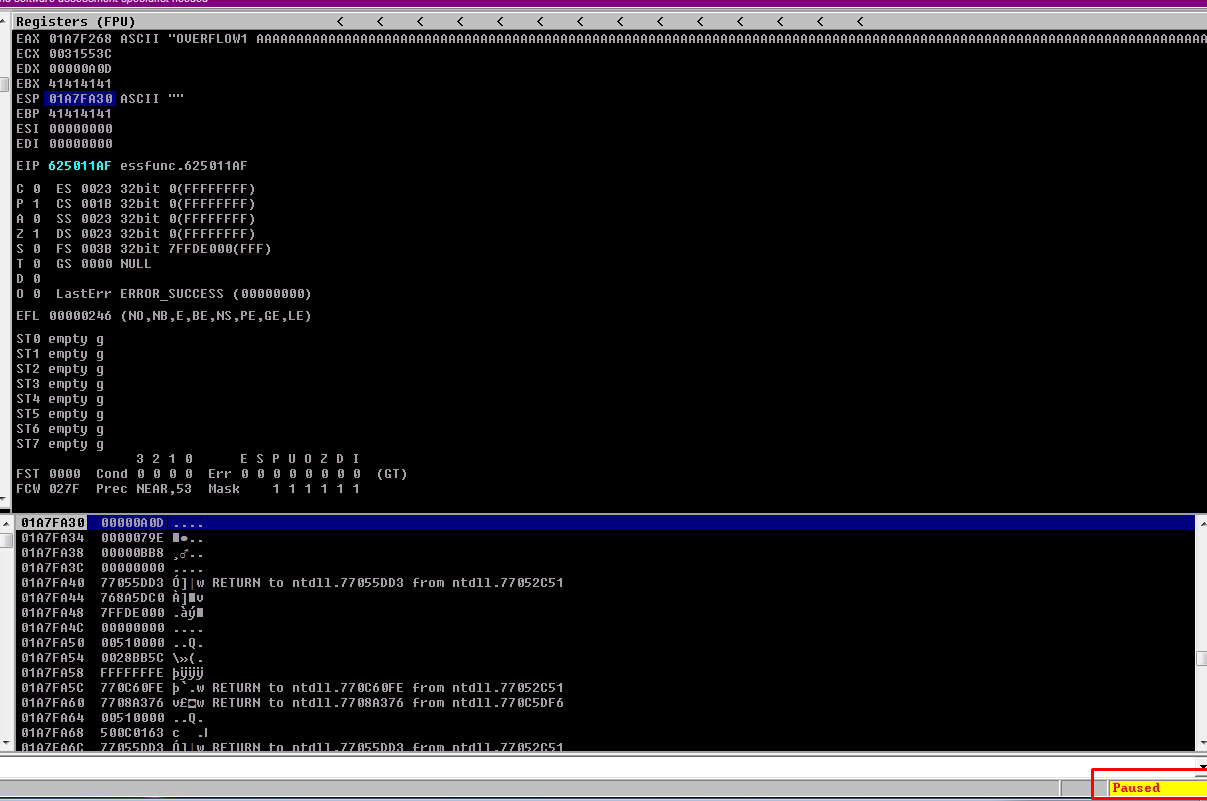 nd software assessment specialist needed
Registers (FPU) < < < < < < < < < < < < < <
EAX 01A7F268 ASCII "OVERFLOW1 AAAAAAAAAAAAAAAAAAAAAAAAAAAAAAAAAAAAAAAAAAAAAAAAAAAAAAAAAAAAAAAAAAAAAAAAAAAAAAAAAAAAAAAAAAAAAAAAAAAAAAAAAAAAAAAAAAAAAAA
ECX 0031553C
EDX 00000A0D
EBX 41414141
ESP 01A7FA30 ASCII ""
EBP 41414141
ESI 00000000
EDI 00000000
EIP 625011AF essfunc.625011AF
C 0 ES 0023 32bit 0(FFFFFFFF)
P 1 CS 001B 32bit 0(FFFFFFFF)
A 0 SS 0023 32bit 0(FFFFFFFF)
Z 1 DS 0023 32bit 0(FFFFFFFF)
S 0 FS 003B 32bit 7FFDE000(FFF)
T 0 GS 0000 NULL
D 0
O 0 LastErr ERROR_SUCCESS (00000000)
EFL 00000246 (NO,NB,E,BE,NS,PE,GE,LE)
ST0 empty g
ST1 empty g
ST2 empty g
ST3 empty g
ST4 empty g
ST5 empty g
ST6 empty g
ST7 empty g
3 2 1 0 E S P U O Z D I
FST 0000 Cond 0 0 0 0 Err 0 0 0 0 0 0 0 0 (GT)
FCW 027F Prec NEAR,53 Mask 1 1 1 1 1 1
01A7FA30 00000A0D ....
01A7FA34 0000079E
01A7FA38 00000BB8 ¸♂..
01A7FA3C 00000000 ....
01A7FA40 77055DD3 Ó]|w RETURN to ntdll.77055DD3 from ntdll.77052C51
01A7FA44 768A5DC0
01A7FA48 7FFDE000
01A7FA4C 00000000 ....
01A7FA50 00510000 ..Q.
01A7FA54 0028BB5C \»(.
01A7FA58 FFFFFFFE þÿÿÿ
01A7FA5C 770C60FE þ`.w RETURN to ntdll.770C60FE from ntdll.77052C51
01A7FA60 7708A376 v£◘w RETURN to ntdll.7708A376 from ntdll.770C5DF6
01A7FA64 00510000 ..Q.
01A7FA68 500C0163
01A7FA6C 77055DD3 Ó]|w RETURN to ntdll.77055DD3 from ntdll.77052C51
Paused